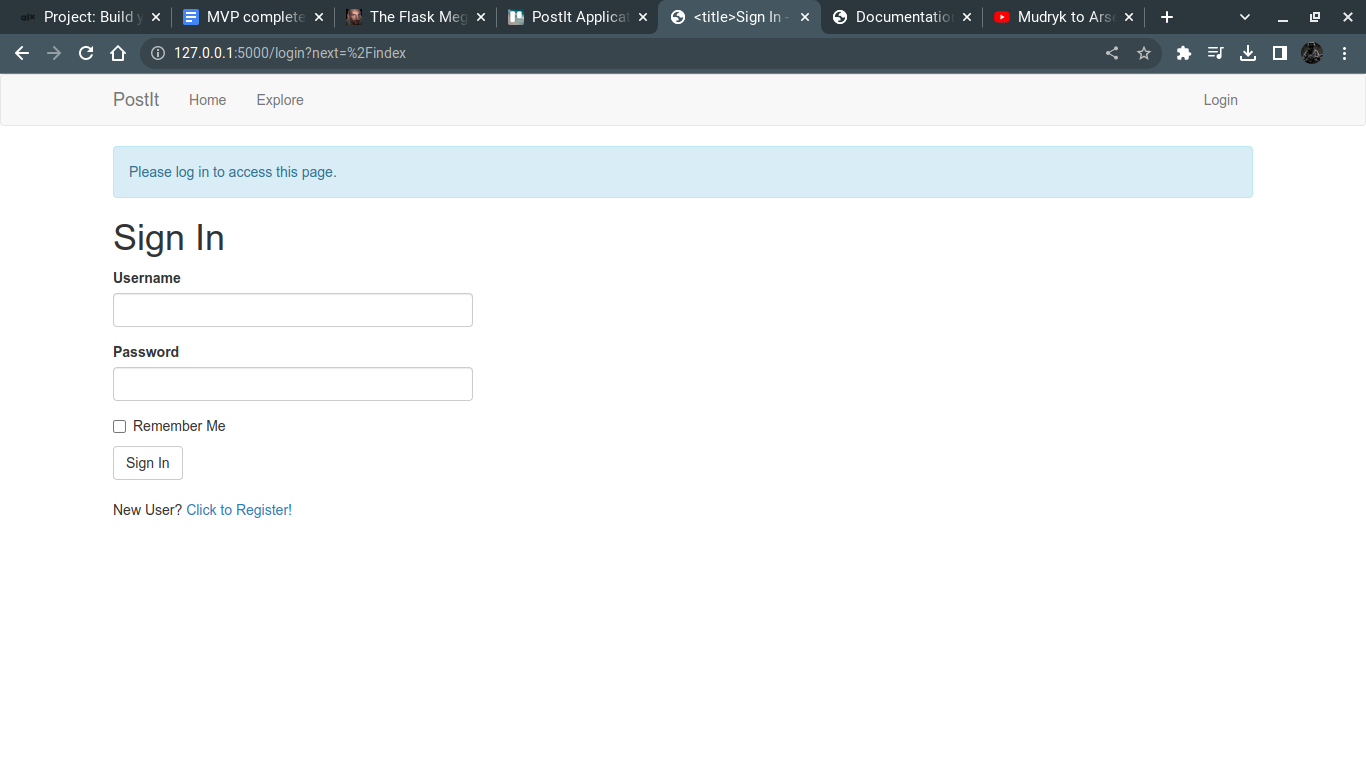 Project: Build y
MVP complete
The Flask Meg
PostIt Applicat
<title>Sign In -
Documentation
Mudryk to Arse
127.0.0.1:5000/login?next=%2Findex
PostIt Home Explore Login
Please log in to access this page.
Sign In
Username
Password
Remember Me
Sign In
New User? Click to Register!